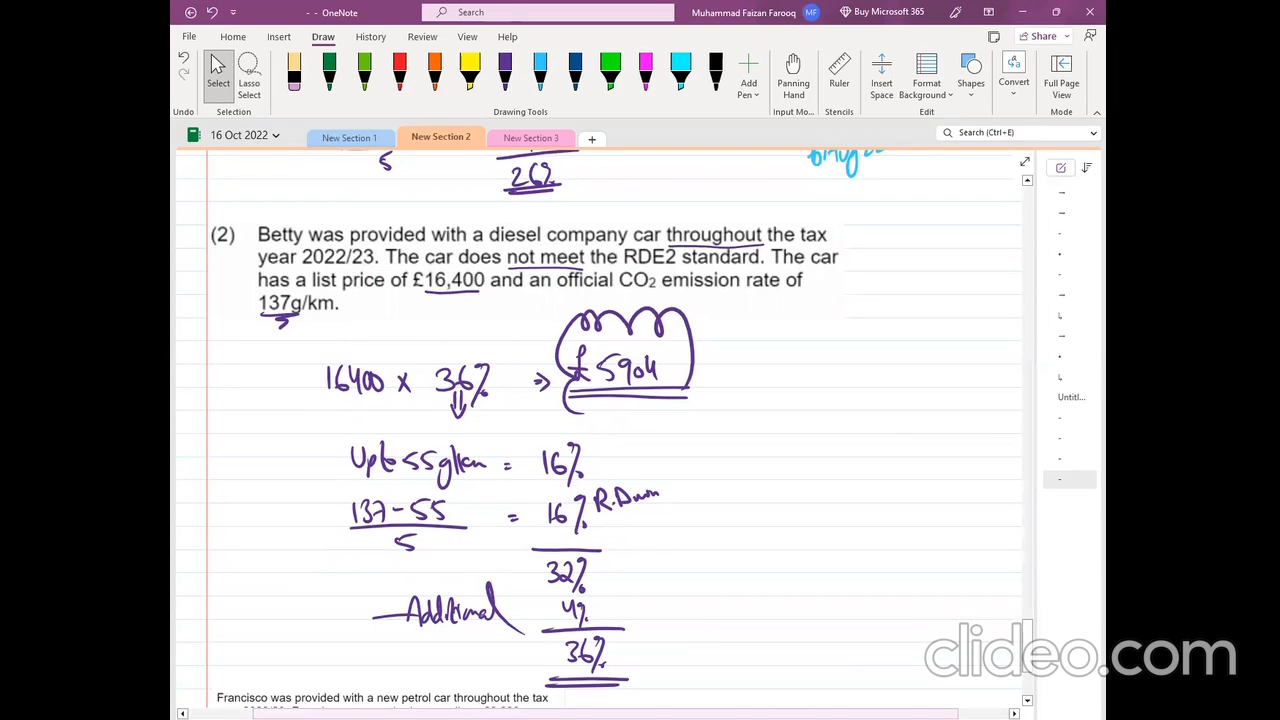 - - OneNote
Search
Muhammad Faizan Farooq
MF
Buy Microsoft 365
File
Home
Insert
Draw
History
Review
View
Help
Share
Undo
Select
Lasso Select
Selection
Drawing Tools
Add Pen
Panning Hand
Input Mo...
Ruler
Stencils
Insert Space
Format Background
Shapes
Edit
Convert
Full Page View
Mode
16 Oct 2022
New Section 1
New Section 2
New Section 3
Search (Ctrl+E)
5
26%
(2) Betty was provided with a diesel company car throughout the tax
year 2022/23. The car does not meet the RDE2 standard. The car
has a list price of £16,400 and an official CO2 emission rate of
137g/km.
16400 x 36% => £5904
Upto 55g/km = 16%
137-55 = 16% R.Down
5
32%
Additional 4%
36%
Untitl...
Francisco was provided with a new petrol car throughout the tax
clideo.com